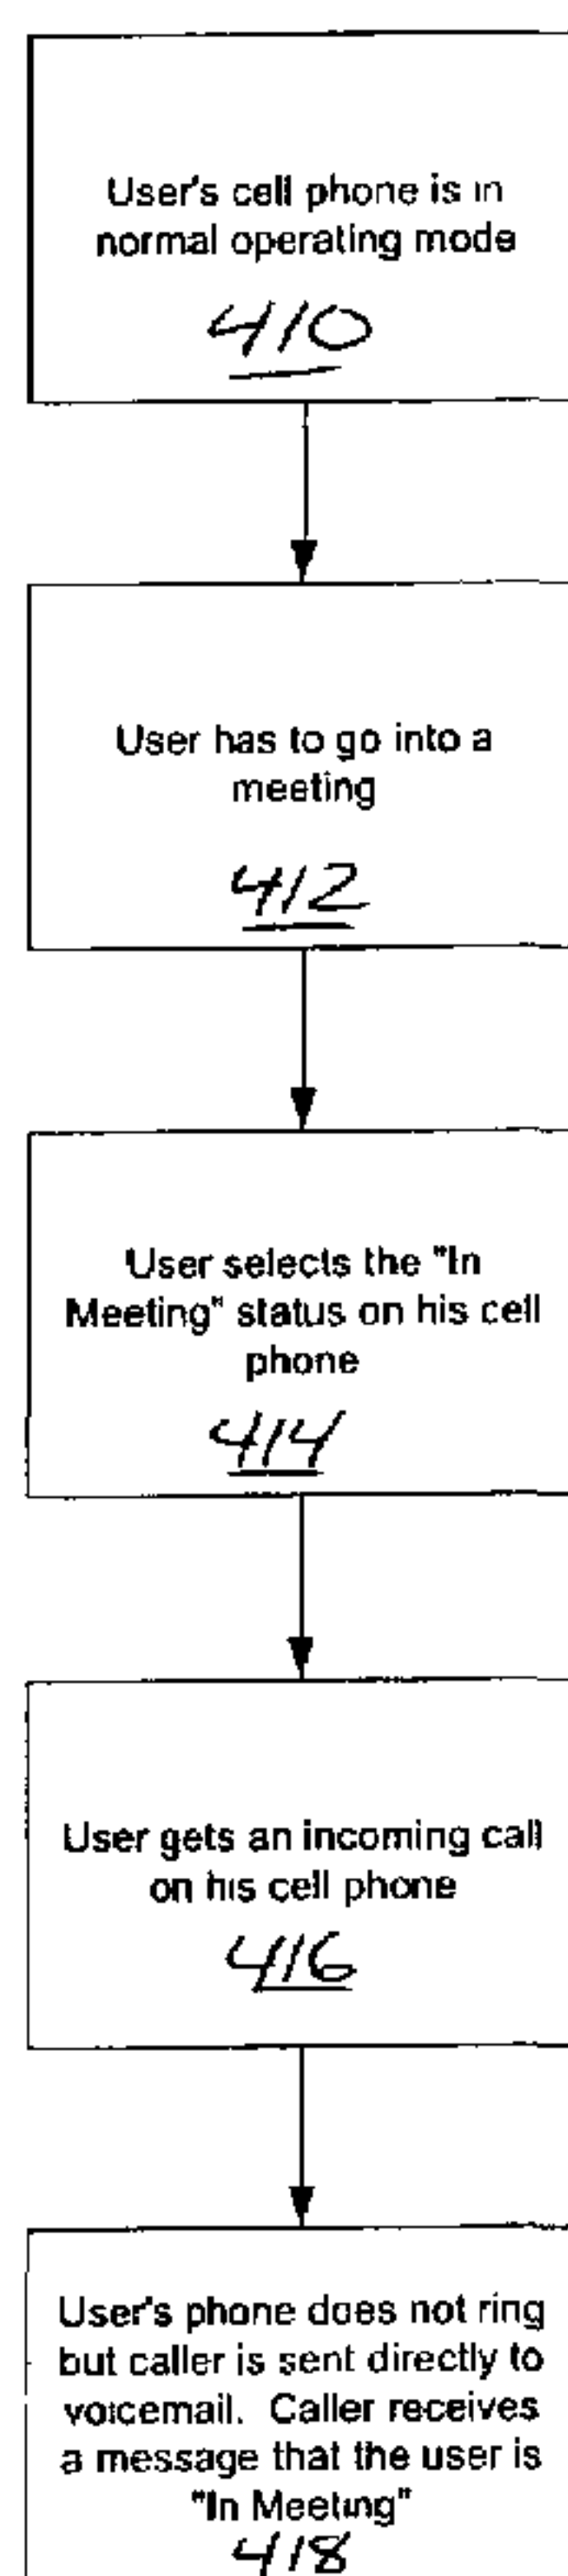 User's cell phone is in
normal operating mode
410
User has to go into a
meeting
412
User selects the "In
Meeting" status on his cell
phone
414
User gets an incoming call
on his cell phone
416
User's phone does not ring
but caller is sent directly to
voicemail. Caller receives
a message that the user is
"In Meeting"
418